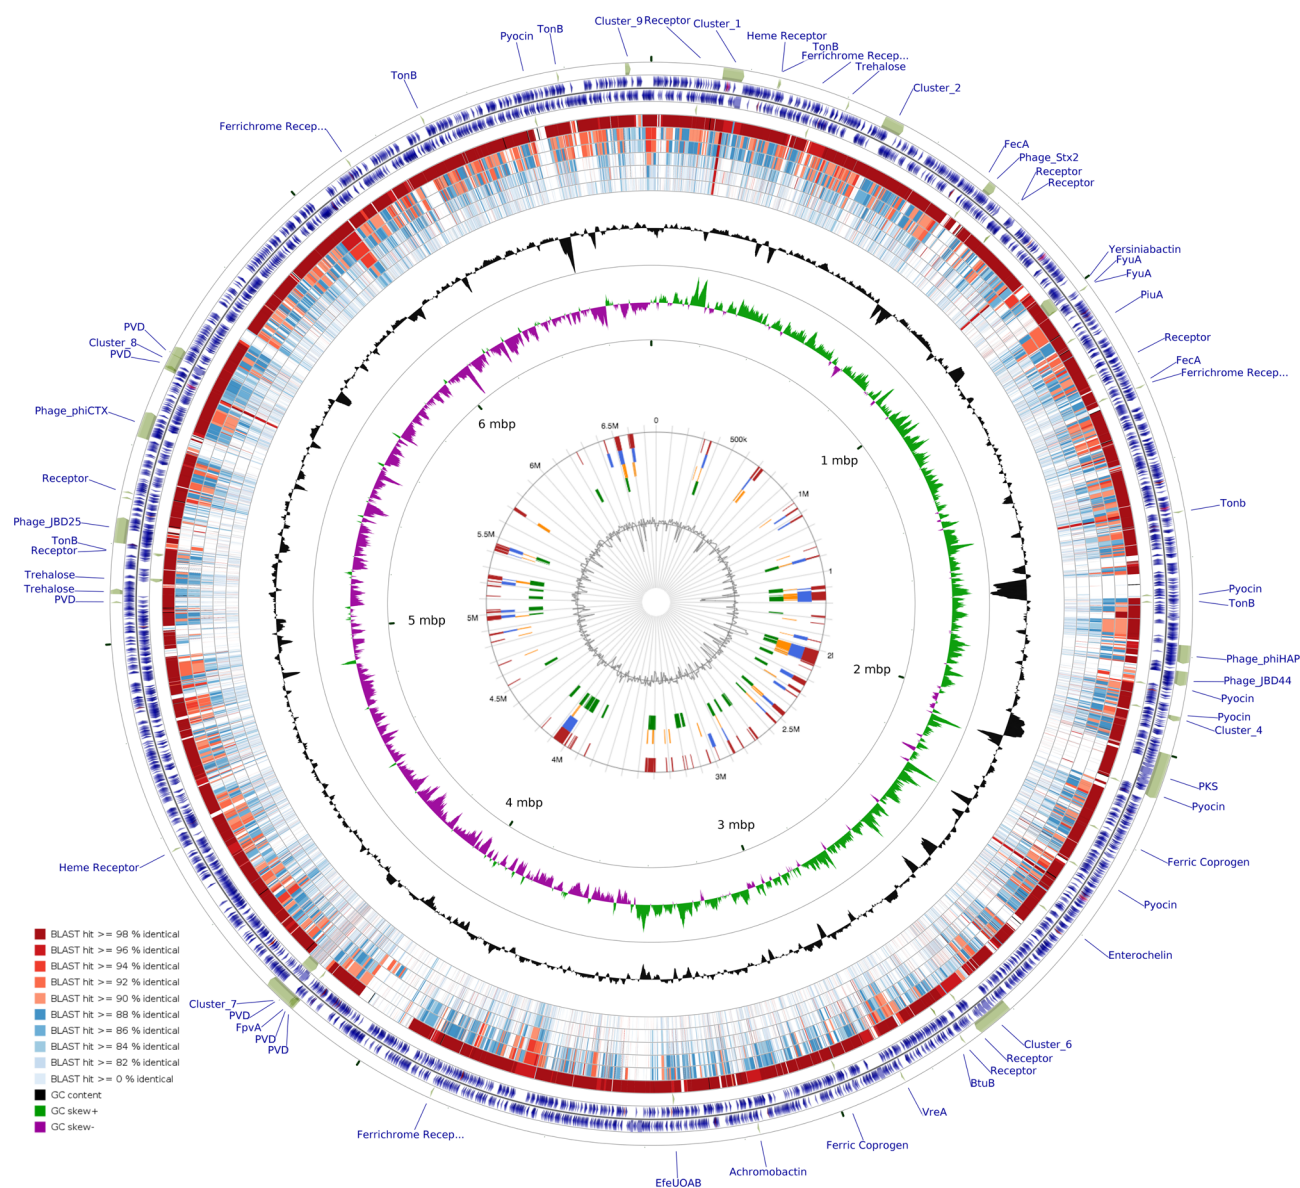 Cluster_9
Receptor
Cluster_1
TonB
Pyocin
Heme Receptor
TonB
Ferrichrome Recep...
Trehalose
TonB
Cluster_2
Ferrichrome Recep...
FecA
Phage_Stx2
Receptor
Receptor
Yersiniabactin
FyuA
FyuA
PiuA
PVD
Receptor
Cluster_8
PVD
FecA
Ferrichrome Recep...
Phage_phiCTX
6 mbp
0
6.5M
500k
1 mbp
6M
Receptor
1M
Tonb
Phage_JBD25
5.5M
TonB
Receptor
Trehalose
1
Trehalose
Pyocin
PVD
TonB
5 mbp
5M
2
Phage_phiHAP
2 mbp
Phage_JBD44
4.5M
Pyocin
Pyocin
2.5M
Cluster_4
4M
3M
PKS
4 mbp
Pyocin
3 mbp
Heme Receptor
Ferric Coprogen
Pyocin
BLAST hit >= 98 % identical
BLAST hit >= 96 % identical
Enterochelin
BLAST hit >= 94 % identical
BLAST hit >= 92 % identical
BLAST hit >= 90 % identical
Cluster_7
BLAST hit >= 88 % identical
PVD
BLAST hit >= 86 % identical
FpvA
PVD
BLAST hit >= 84 % identical
PVD
Cluster_6
BLAST hit >= 82 % identical
Receptor
BLAST hit >= 0 % identical
Receptor
BtuB
GC content
GC skew+
VreA
GC skew-
Ferrichrome Recep...
Ferric Coprogen
Achromobactin
EfeUOAB